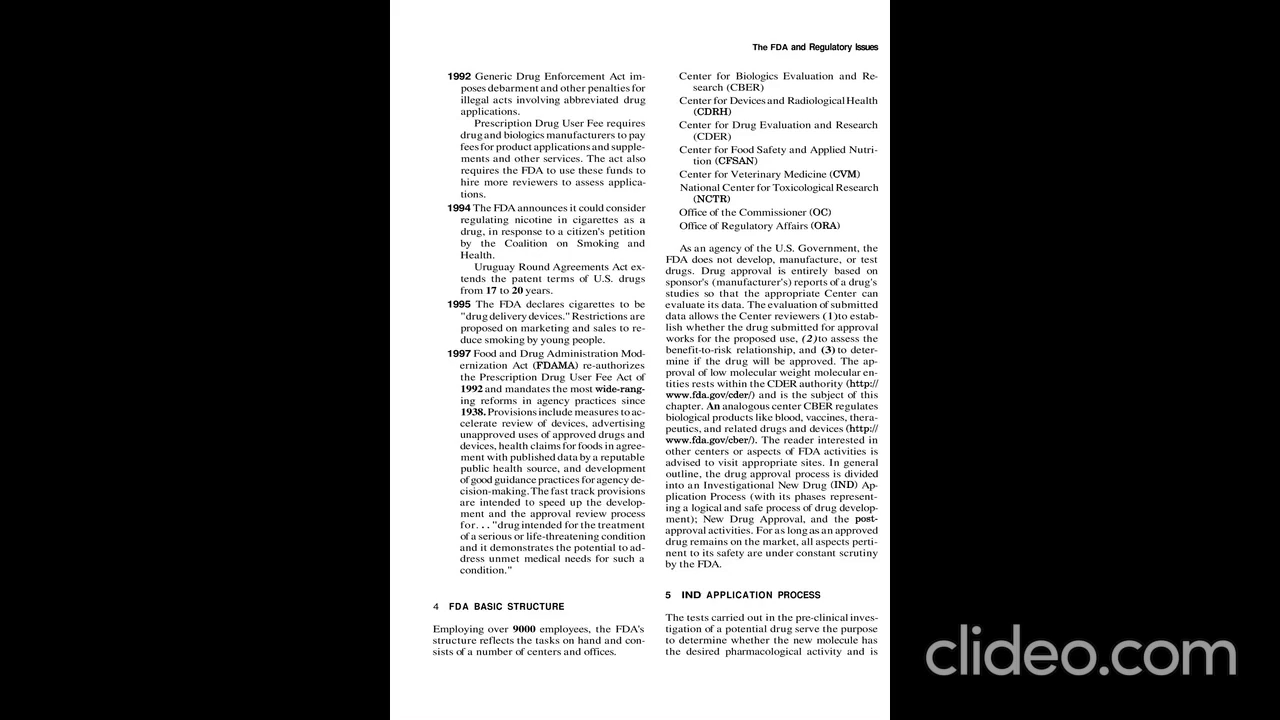 The FDA and Regulatory Issues
1992 Generic Drug Enforcement Act im-
poses debarment and other penalties for
illegal acts involving abbreviated drug
applications.
Prescription Drug User Fee requires
drug and biologics manufacturers to pay
fees for product applications and supple-
ments and other services. The act also
requires the FDA to use these funds to
hire more reviewers to assess applica-
tions.
1994 The FDA announces it could consider
regulating nicotine in cigarettes as a
drug, in response to a citizen's petition
by the Coalition on Smoking and
Health.
Uruguay Round Agreements Act ex-
tends the patent terms of U.S. drugs
from 17 to 20 years.
1995 The FDA declares cigarettes to be
"drug delivery devices." Restrictions are
proposed on marketing and sales to re-
duce smoking by young people.
1997 Food and Drug Administration Mod-
ernization Act (FDAMA) re-authorizes
the Prescription Drug User Fee Act of
1992 and mandates the most wide-rang-
ing reforms in agency practices since
1938. Provisions include measures to ac-
celerate review of devices, advertising
unapproved uses of approved drugs and
devices, health claims for foods in agree-
ment with published data by a reputable
public health source, and development
of good guidance practices for agency de-
cision-making. The fast track provisions
are intended to speed up the develop-
ment and the approval review process
for. . . "drug intended for the treatment
of a serious or life-threatening condition
and it demonstrates the potential to ad-
dress unmet medical needs for such a
condition."
4 FDA BASIC STRUCTURE
Employing over 9000 employees, the FDA's
structure reflects the tasks on hand and con-
sists of a number of centers and offices.
Center for Biologics Evaluation and Re-
search (CBER)
Center for Devices and Radiological Health
(CDRH)
Center for Drug Evaluation and Research
(CDER)
Center for Food Safety and Applied Nutri-
tion (CFSAN)
Center for Veterinary Medicine (CVM)
National Center for Toxicological Research
(NCTR)
Office of the Commissioner (OC)
Office of Regulatory Affairs (ORA)
As an agency of the U.S. Government, the
FDA does not develop, manufacture, or test
drugs. Drug approval is entirely based on
sponsor's (manufacturer's) reports of a drug's
studies so that the appropriate Center can
evaluate its data. The evaluation of submitted
data allows the Center reviewers (1)to estab-
lish whether the drug submitted for approval
works for the proposed use, (2)to assess the
benefit-to-risk relationship, and (3) to deter-
mine if the drug will be approved. The ap-
proval of low molecular weight molecular en-
tities rests within the CDER authority (http://
www.fda.gov/cder/) and is the subject of this
chapter. An analogous center CBER regulates
biological products like blood, vaccines, thera-
peutics, and related drugs and devices (http://
www.fda.gov/cber/). The reader interested in
other centers or aspects of FDA activities is
advised to visit appropriate sites. In general
outline, the drug approval process is divided
into an Investigational New Drug (IND) Ap-
plication Process (with its phases represent-
ing a logical and safe process of drug develop-
ment); New Drug Approval, and the post-
approval activities. For as long as an approved
drug remains on the market, all aspects perti-
nent to its safety are under constant scrutiny
by the FDA.
5 IND APPLICATION PROCESS
The tests carried out in the pre-clinical inves-
tigation of a potential drug serve the purpose
to determine whether the new molecule has
the desired pharmacological activity and is
clideo.com